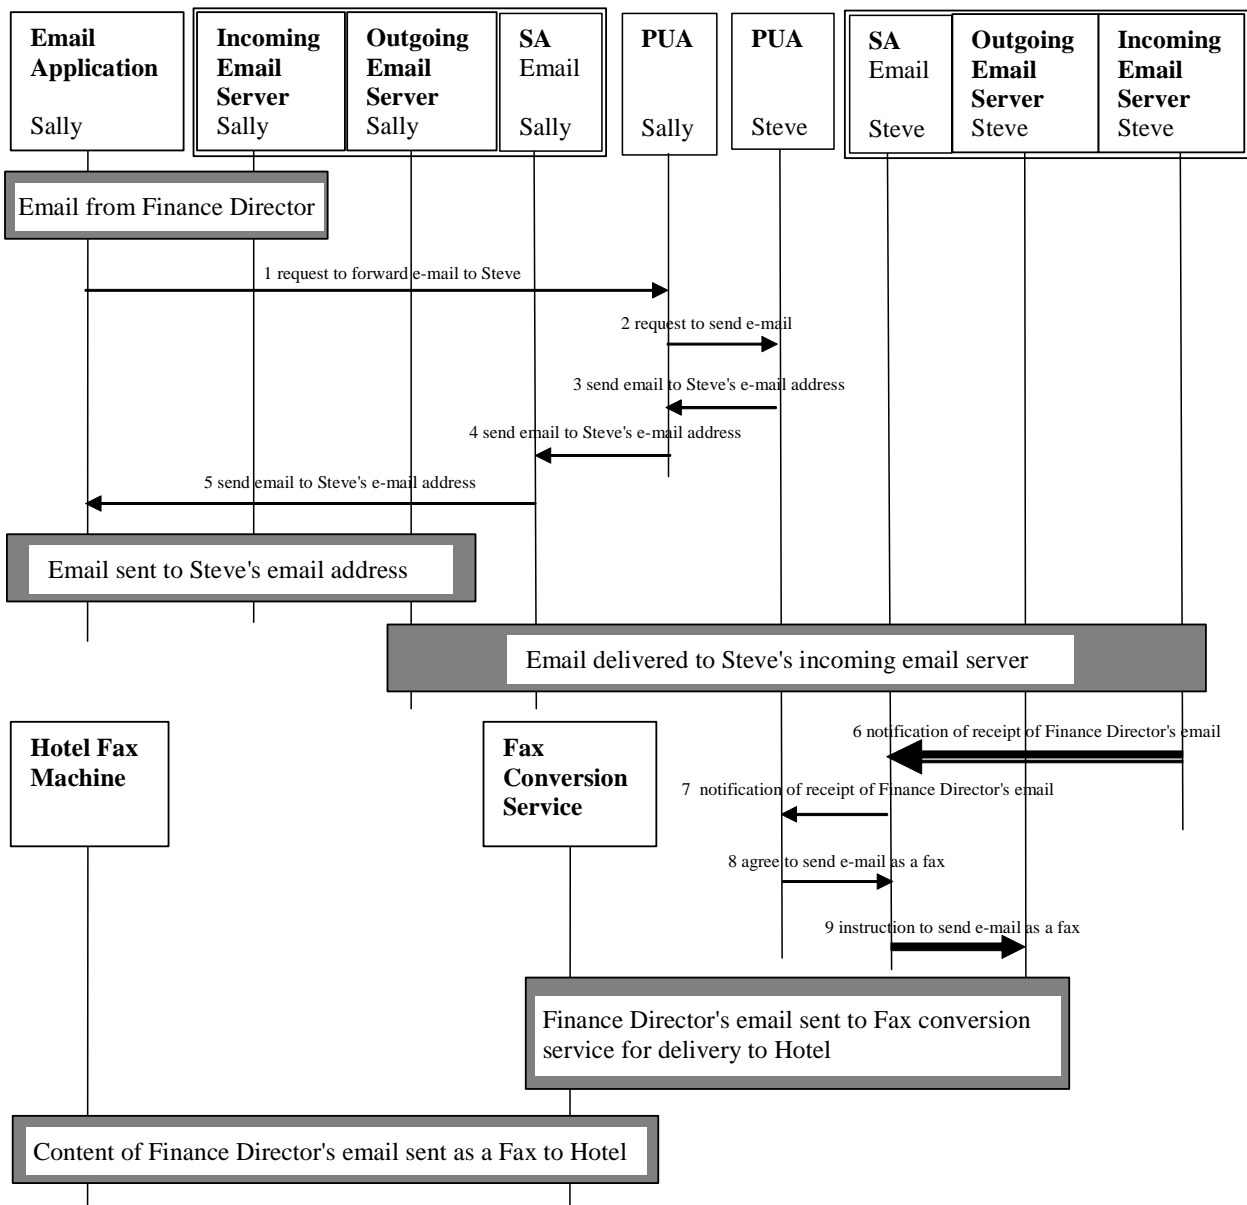 Email
Application
Sally
Incoming
Email
Server
Sally
Outgoing
Email
Server
Sally
SA
Email
Sally
PUA
Sally
PUA
Steve
SA
Email
Steve
Outgoing
Email
Server
Steve
Incoming
Email
Server
Steve
Email from Finance Director
1 request to forward e-mail to Steve
2 request to send e-mail
3 send email to Steve's e-mail address
4 send email to Steve's e-mail address
5 send email to Steve's e-mail address
Email sent to Steve's email address
Email delivered to Steve's incoming email server
Hotel Fax
Machine
Fax
Conversion
Service
6 notification of receipt of Finance Director's email
7 notification of receipt of Finance Director's email
8 agree to send e-mail as a fax
9 instruction to send e-mail as a fax
Finance Director's email sent to Fax conversion
service for delivery to Hotel
Content of Finance Director's email sent as a Fax to Hotel